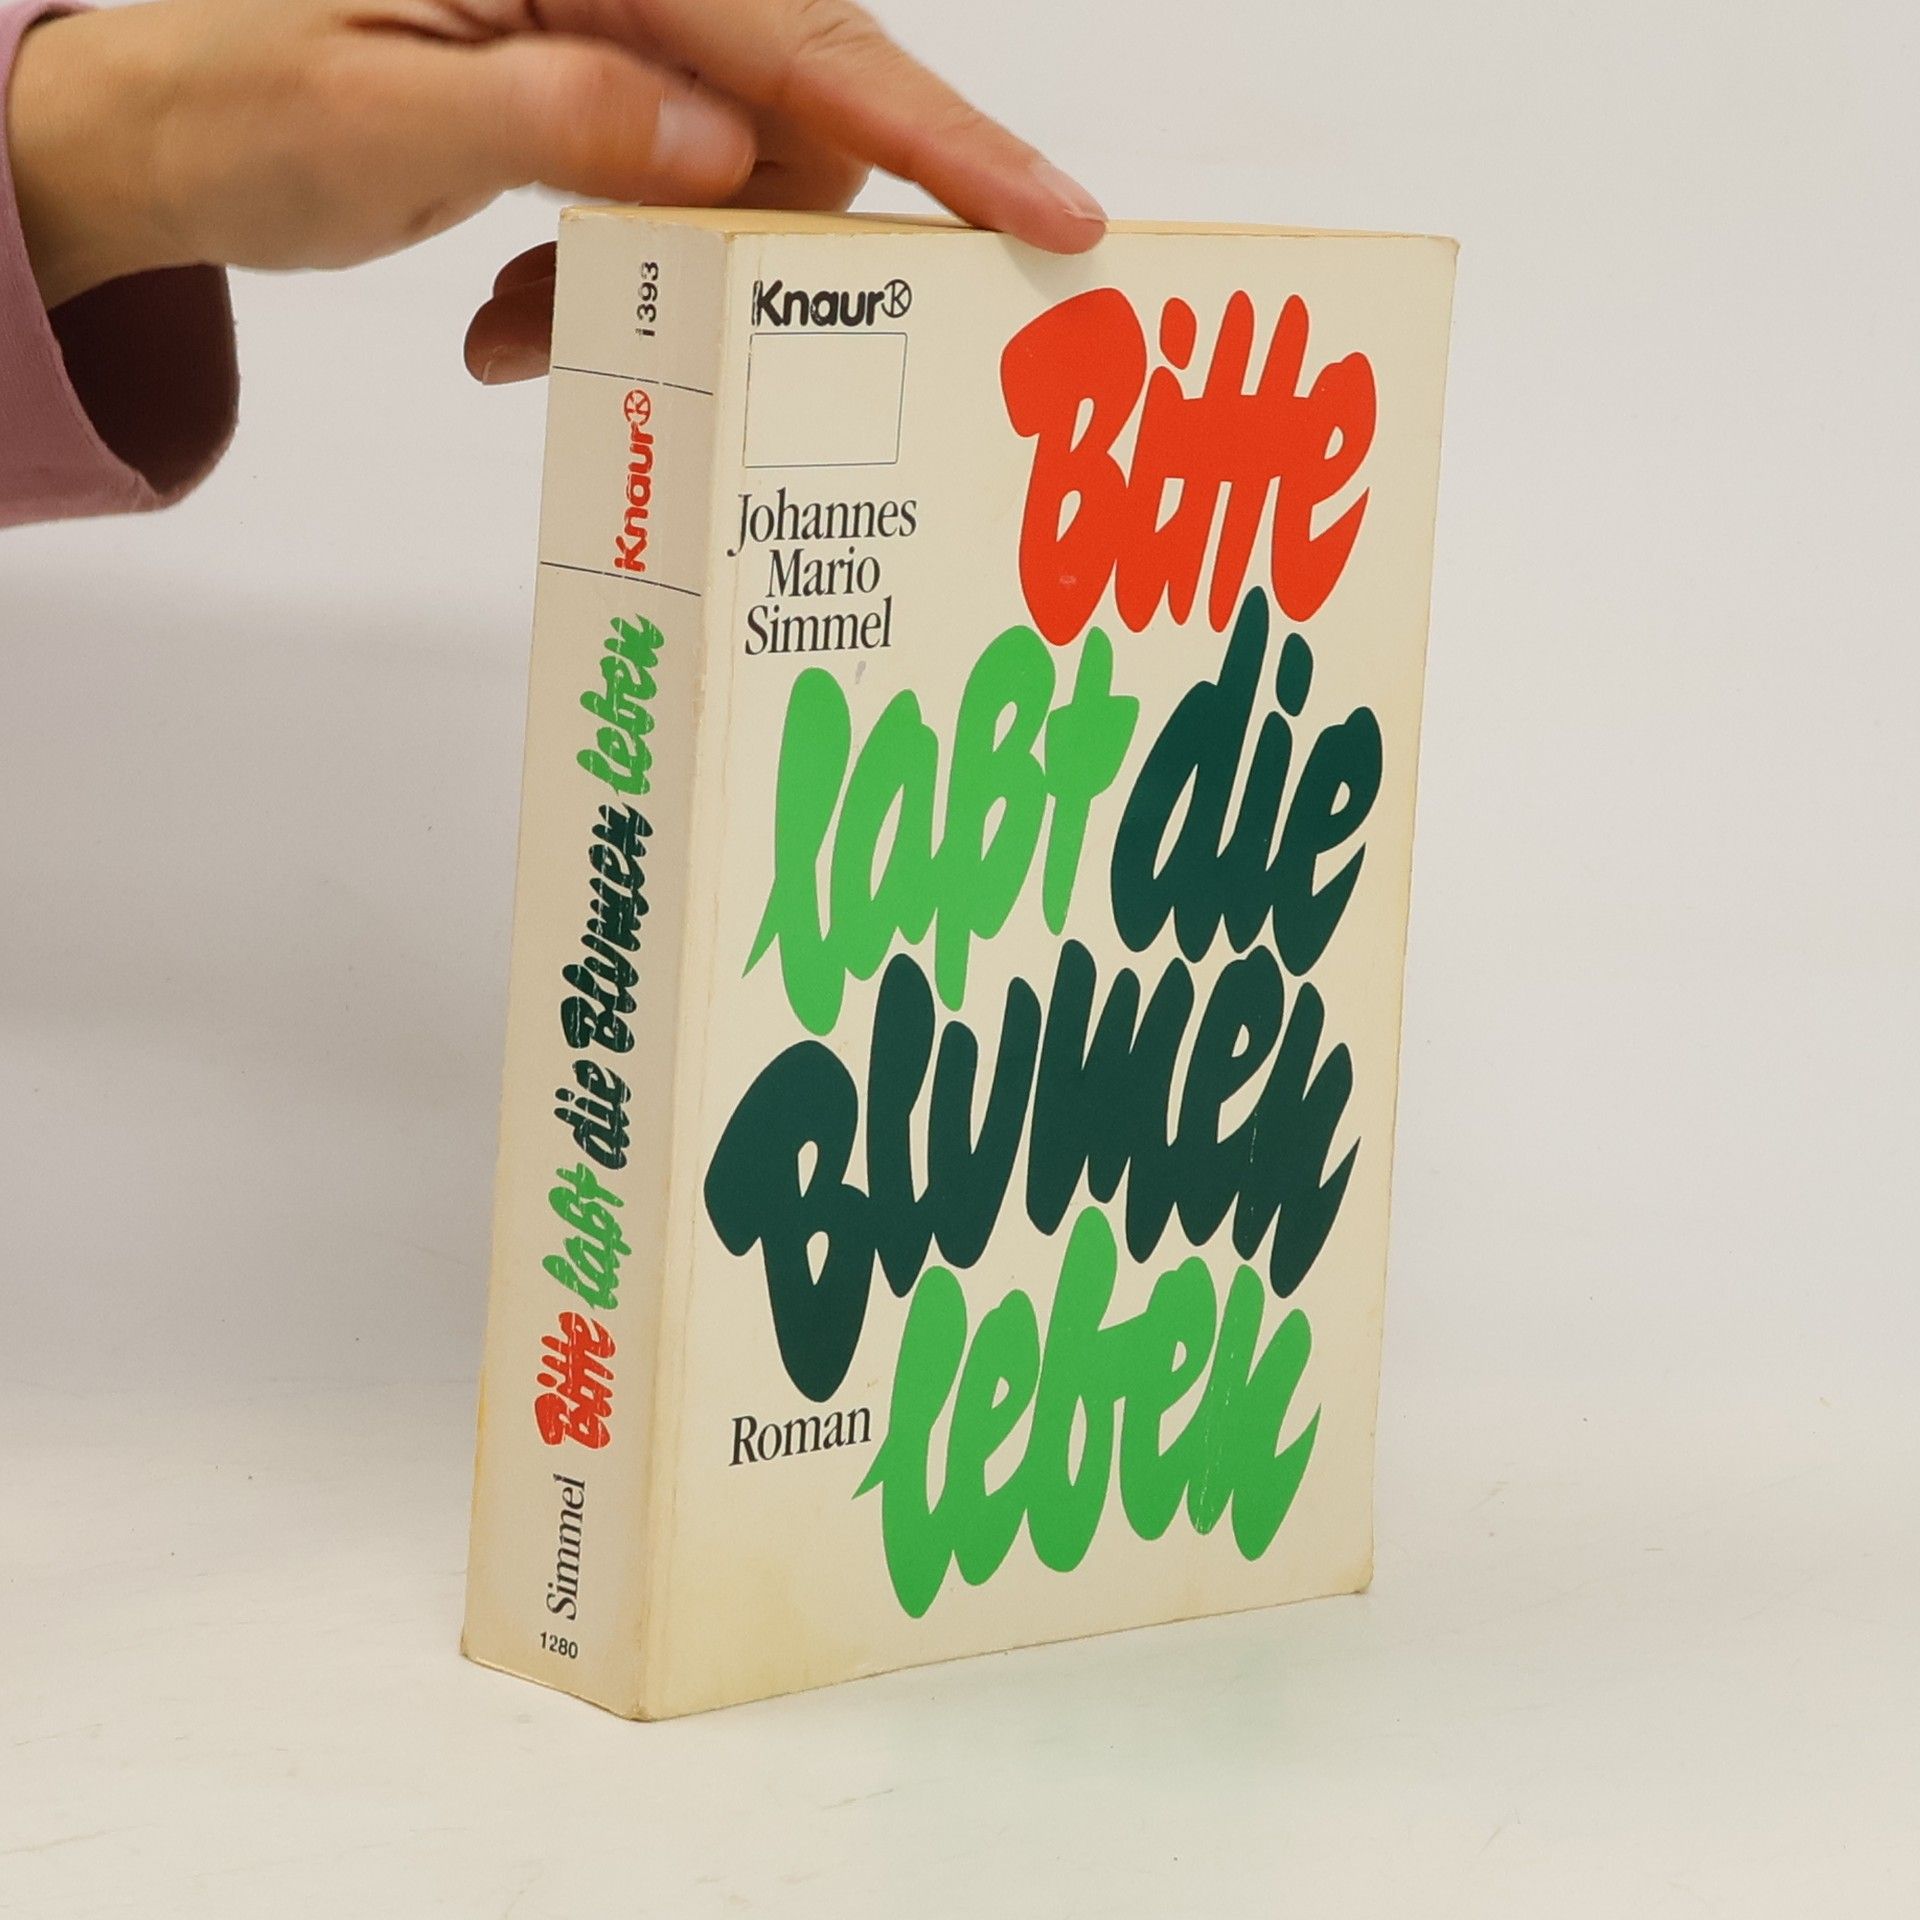 1393
Knaur
Simmel Bitte laßt die Blumen leben
1280
Knaur
Johannes
Mario
Simmel
Bitte
laßt die
Blumen
leben
Roman